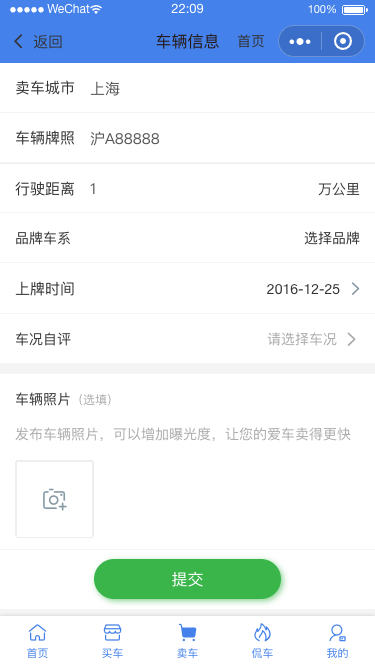 WeChat 22:09 100%
返回 车辆信息 首页
卖车城市 上海
车辆牌照 沪A88888
行驶距离 1 万公里
品牌车系 选择品牌
上牌时间 2016-12-25
车况自评 请选择车况
车辆照片（选填）
发布车辆照片，可以增加曝光度，让您的爱车卖得更快
提交
首页 买车 卖车 侃车 我的